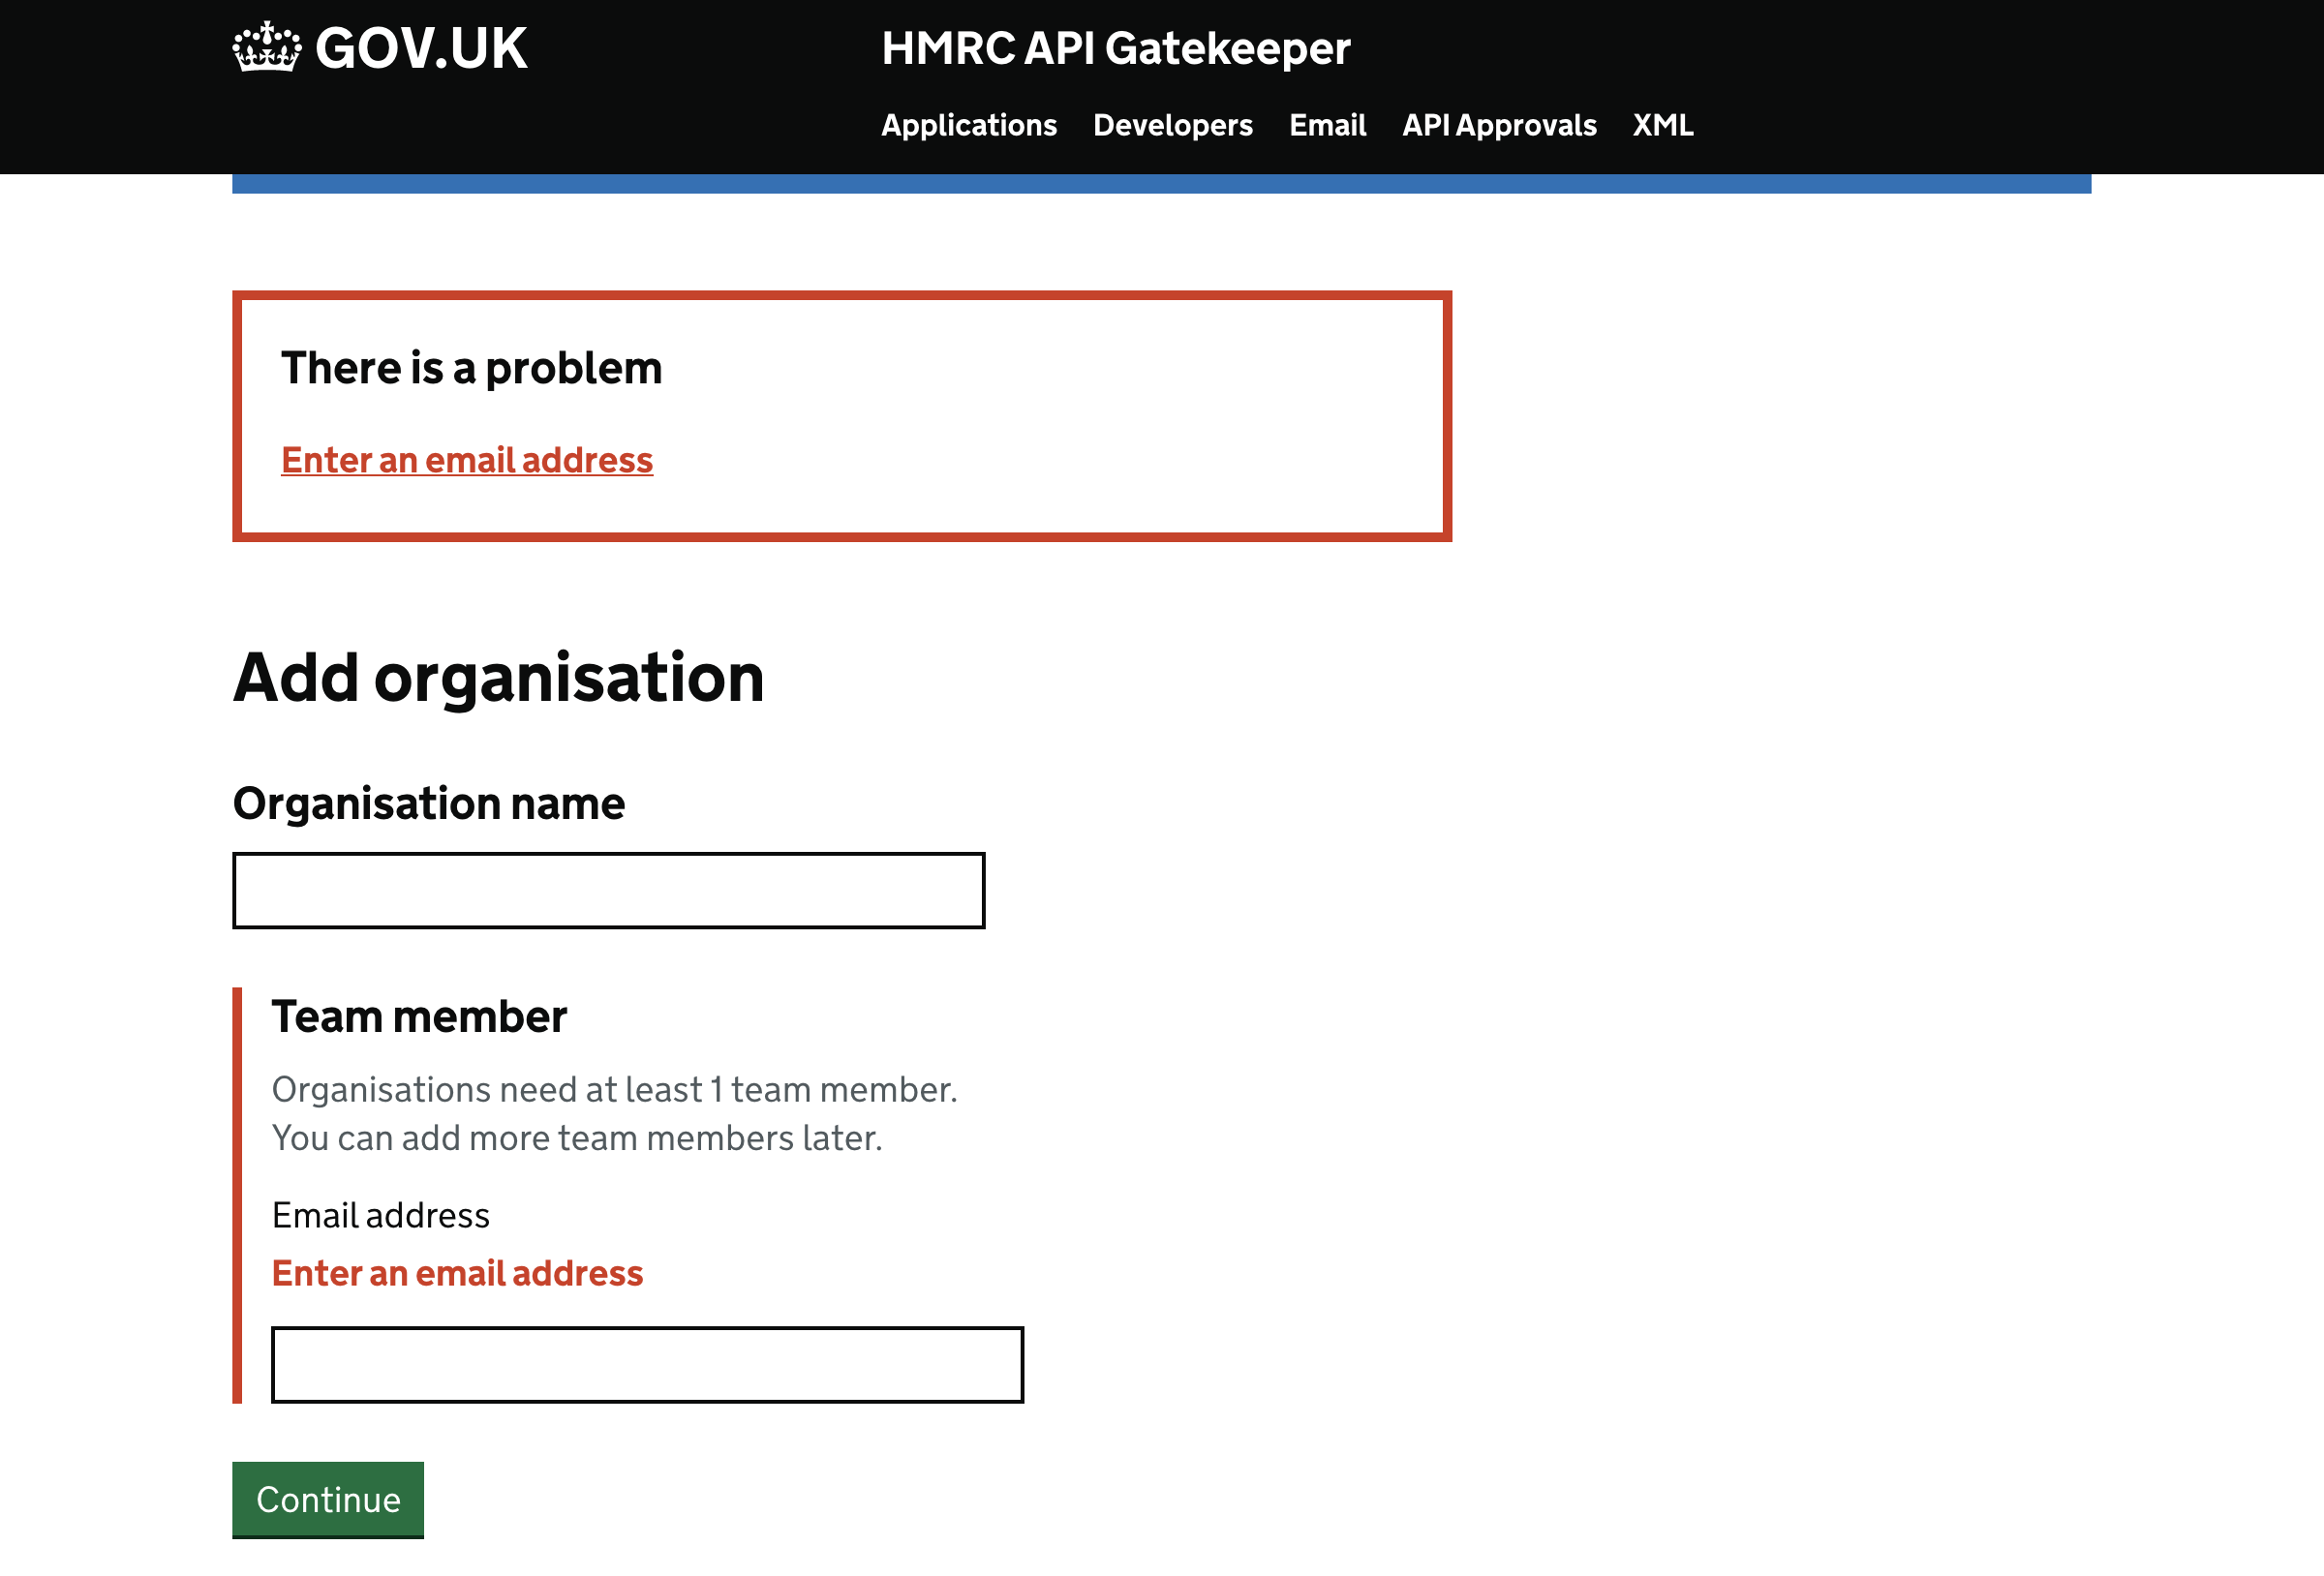 GOV.UK
HMRC API Gatekeeper
Applications Developers Email API Approvals XML
There is a problem
Enter an email address
Add organisation
Organisation name
Team member
Organisations need at least 1 team member.
You can add more team members later.
Email address
Enter an email address
Continue